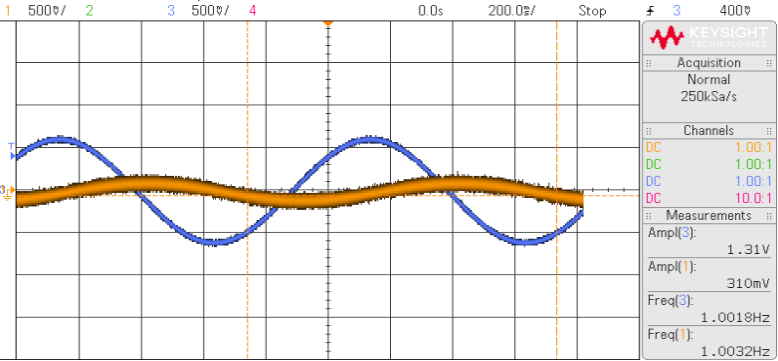 1 500㎷/ 2 3 500㎷/ 4 0.0s 200.0㎳/ Stop ƒ 3 400㎷
KEYSIGHT
TECHNOLOGIES
Acquisition
Normal
250kSa/s
Channels
DC 1.00:1
DC 1.00:1
DC 1.00:1
DC 10.0:1
Measurements
Ampl(3):
1.31V
Ampl(1):
310mV
Freq(3):
1.0018Hz
Freq(1):
1.0032Hz
T
3